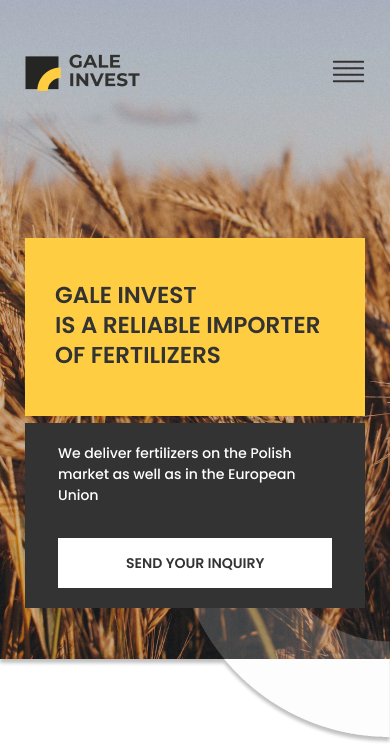 GALE
INVEST
GALE INVEST
IS A RELIABLE IMPORTER
OF FERTILIZERS
We deliver fertilizers on the Polish
market as well as in the European
Union
SEND YOUR INQUIRY